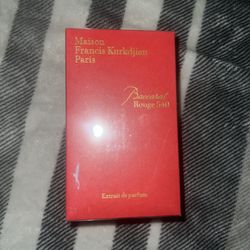 Maison
Francis Kurkdjian
Paris
Baccarat
Rouge 540
Extrait de parfum